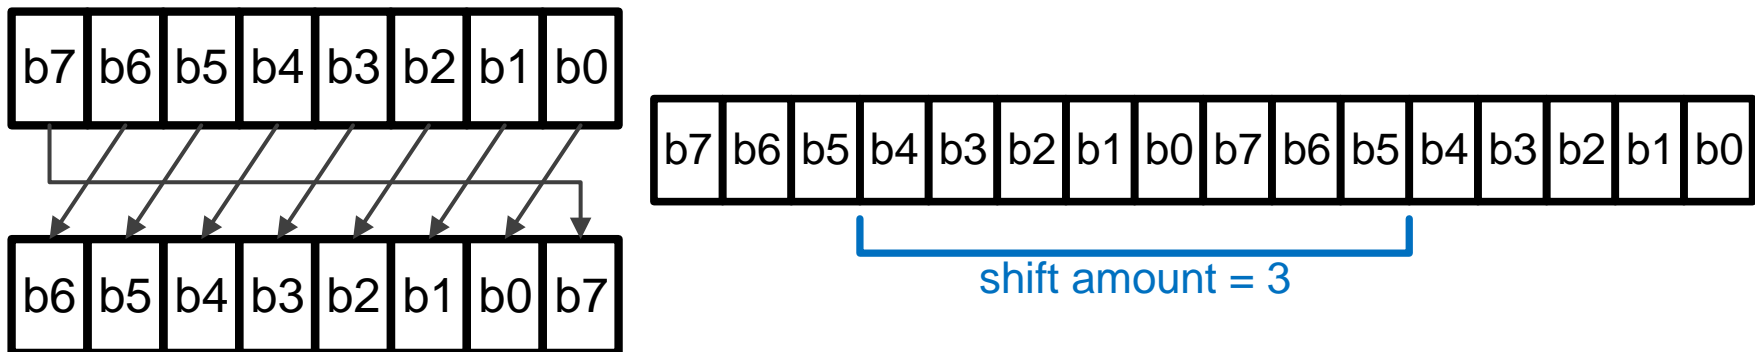 b7 b6 b5 b4 b3 b2 b1 b0
b6 b5 b4 b3 b2 b1 b0 b7
b7 b6 b5 b4 b3 b2 b1 b0 b7 b6 b5 b4 b3 b2 b1 b0
shift amount = 3